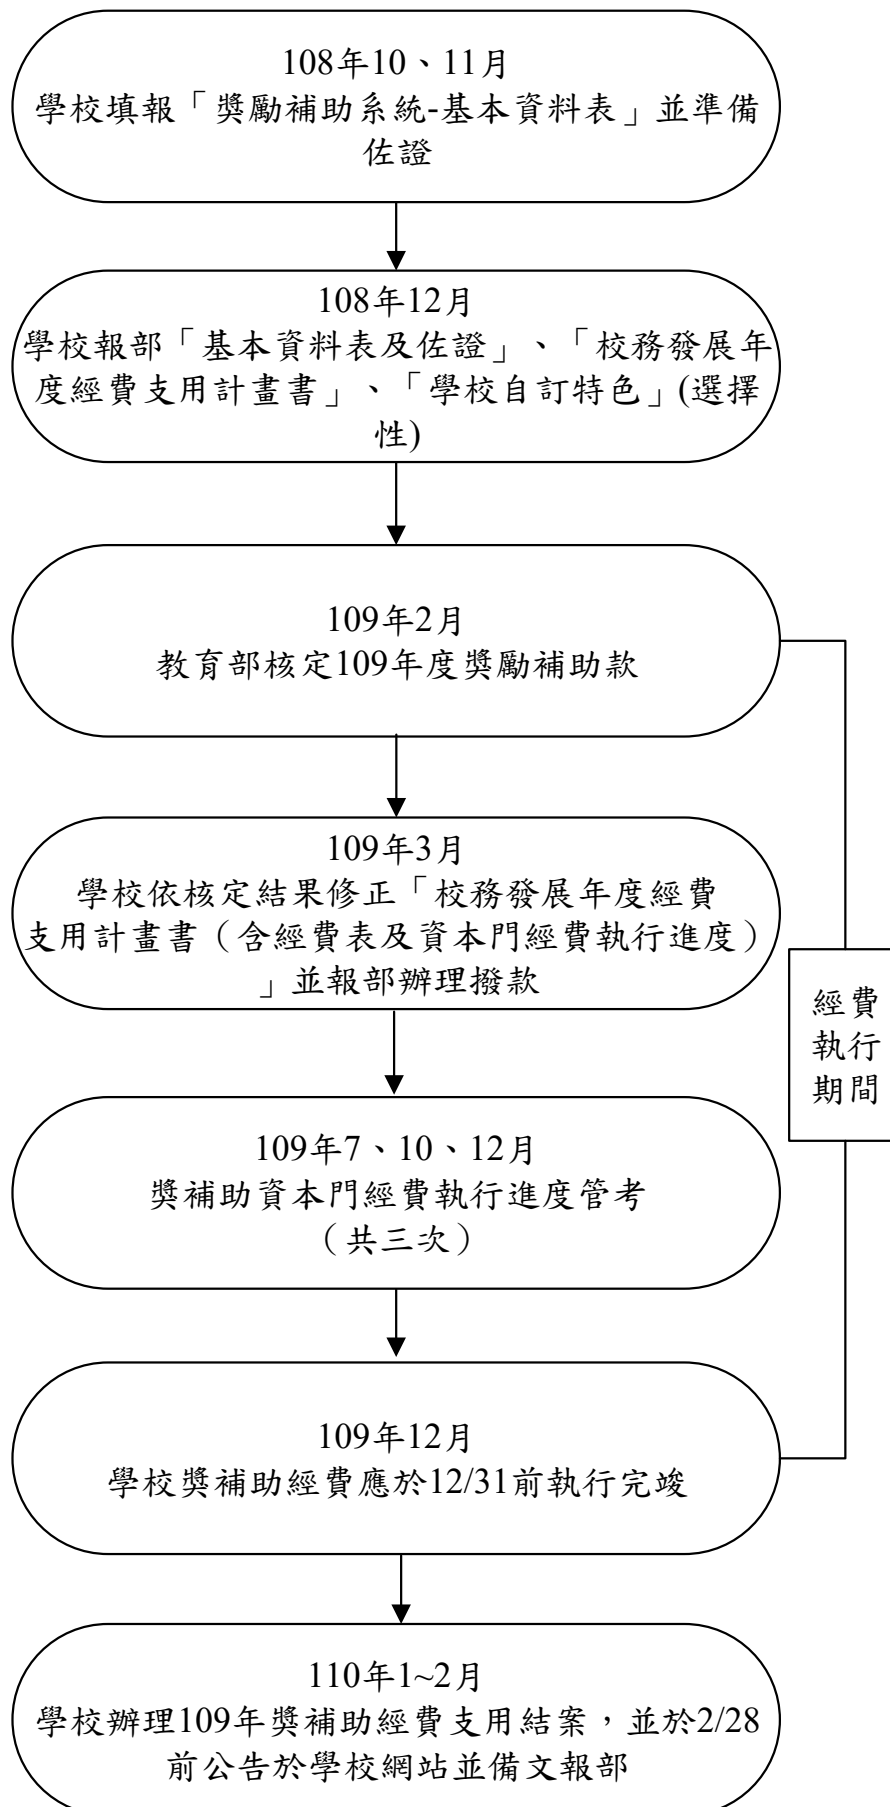 108年10、11月
學校填報「獎勵補助系統-基本資料表」並準備
佐證
108年12月
學校報部「基本資料表及佐證」、「校務發展年
度經費支用計畫書」、「學校自訂特色」(選擇
性)
109年2月
教育部核定109年度獎勵補助款
109年3月
學校依核定結果修正「校務發展年度經費
支用計畫書（含經費表及資本門經費執行進度）
」並報部辦理撥款
經費
執行
期間
109年7、10、12月
獎補助資本門經費執行進度管考
（共三次）
109年12月
學校獎補助經費應於12/31前執行完竣
110年1~2月
學校辦理109年獎補助經費支用結案，並於2/28
前公告於學校網站並備文報部